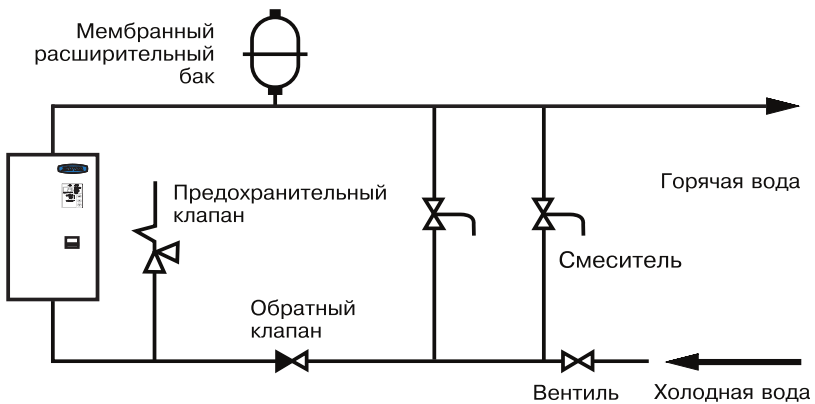 Мембранный
расширительный
бак
Предохранительный
клапан
Горячая вода
Смеситель
Обратный
клапан
Вентиль
Холодная вода